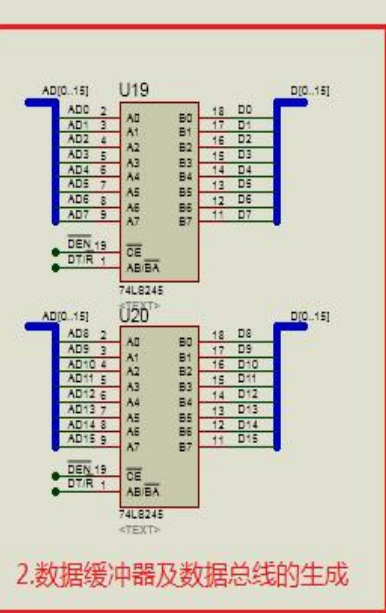 AD[0..15] U19 D[0..15]
AD0 2 A0 B0 18 D0
AD1 3 A1 B1 17 D1
AD2 4 A2 B2 16 D2
AD3 5 A3 B3 15 D3
AD4 6 A4 B4 14 D4
AD5 7 A5 B5 13 D5
AD6 8 A6 B6 12 D6
AD7 9 A7 B7 11 D7
DEN 19 CE
DT/R 1 AB/BA
74LS245
<TEXT>
AD[0..15] U20 D[0..15]
AD8 2 A0 B0 18 D8
AD9 3 A1 B1 17 D9
AD10 4 A2 B2 16 D10
AD11 5 A3 B3 15 D11
AD12 6 A4 B4 14 D12
AD13 7 A5 B5 13 D13
AD14 8 A6 B6 12 D14
AD15 9 A7 B7 11 D15
DEN 19 CE
DT/R 1 AB/BA
74LS245
<TEXT>
2.数据缓冲器及数据总线的生成